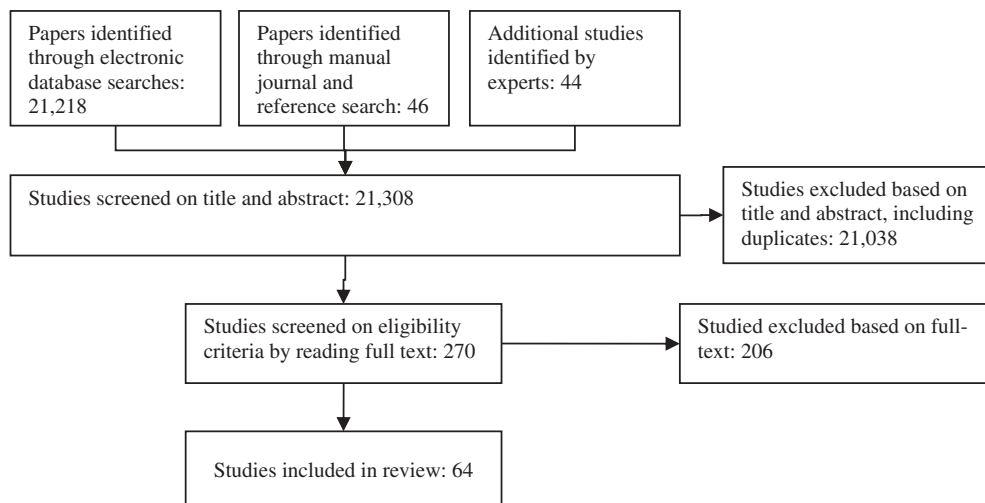 Papers identified
through electronic
database searches:
21,218
Papers identified
through manual
journal and
reference search: 46
Additional studies
identified by
experts: 44
Studies screened on title and abstract: 21,308
Studies excluded based on
title and abstract, including
duplicates: 21,038
Studies screened on eligibility
criteria by reading full text: 270
Studied excluded based on full-
text: 206
Studies included in review: 64